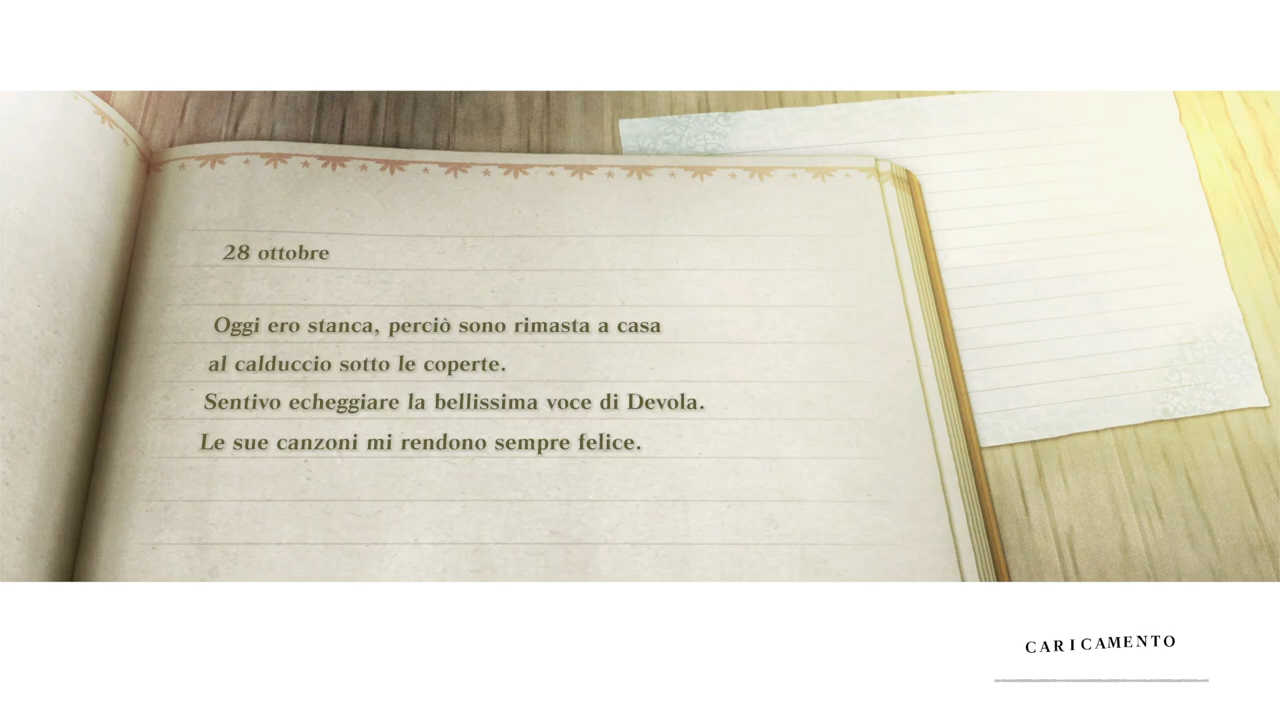 28 ottobre
Oggi ero stanca, perciò sono rimasta a casa
al calduccio sotto le coperte.
Sentivo echeggiare la bellissima voce di Devola.
Le sue canzoni mi rendono sempre felice.
CARICAMENTO